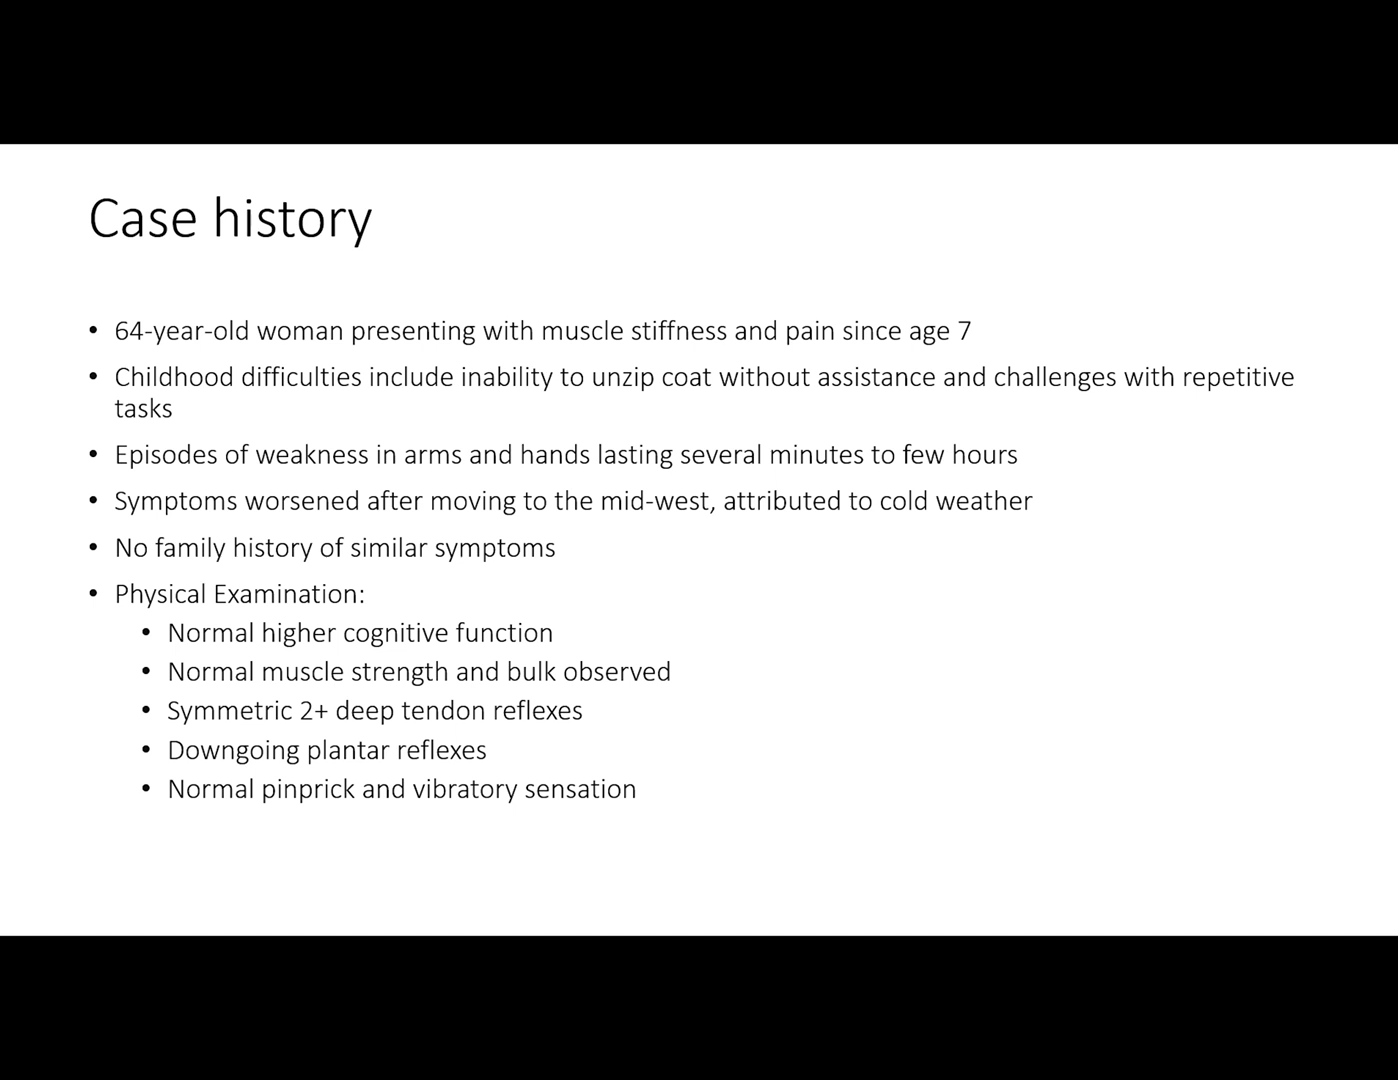 Case history
• 64-year-old woman presenting with muscle stiffness and pain since age 7
• Childhood difficulties include inability to unzip coat without assistance and challenges with repetitive
tasks
• Episodes of weakness in arms and hands lasting several minutes to few hours
• Symptoms worsened after moving to the mid-west, attributed to cold weather
• No family history of similar symptoms
• Physical Examination:
• Normal higher cognitive function
• Normal muscle strength and bulk observed
• Symmetric 2+ deep tendon reflexes
• Downgoing plantar reflexes
• Normal pinprick and vibratory sensation